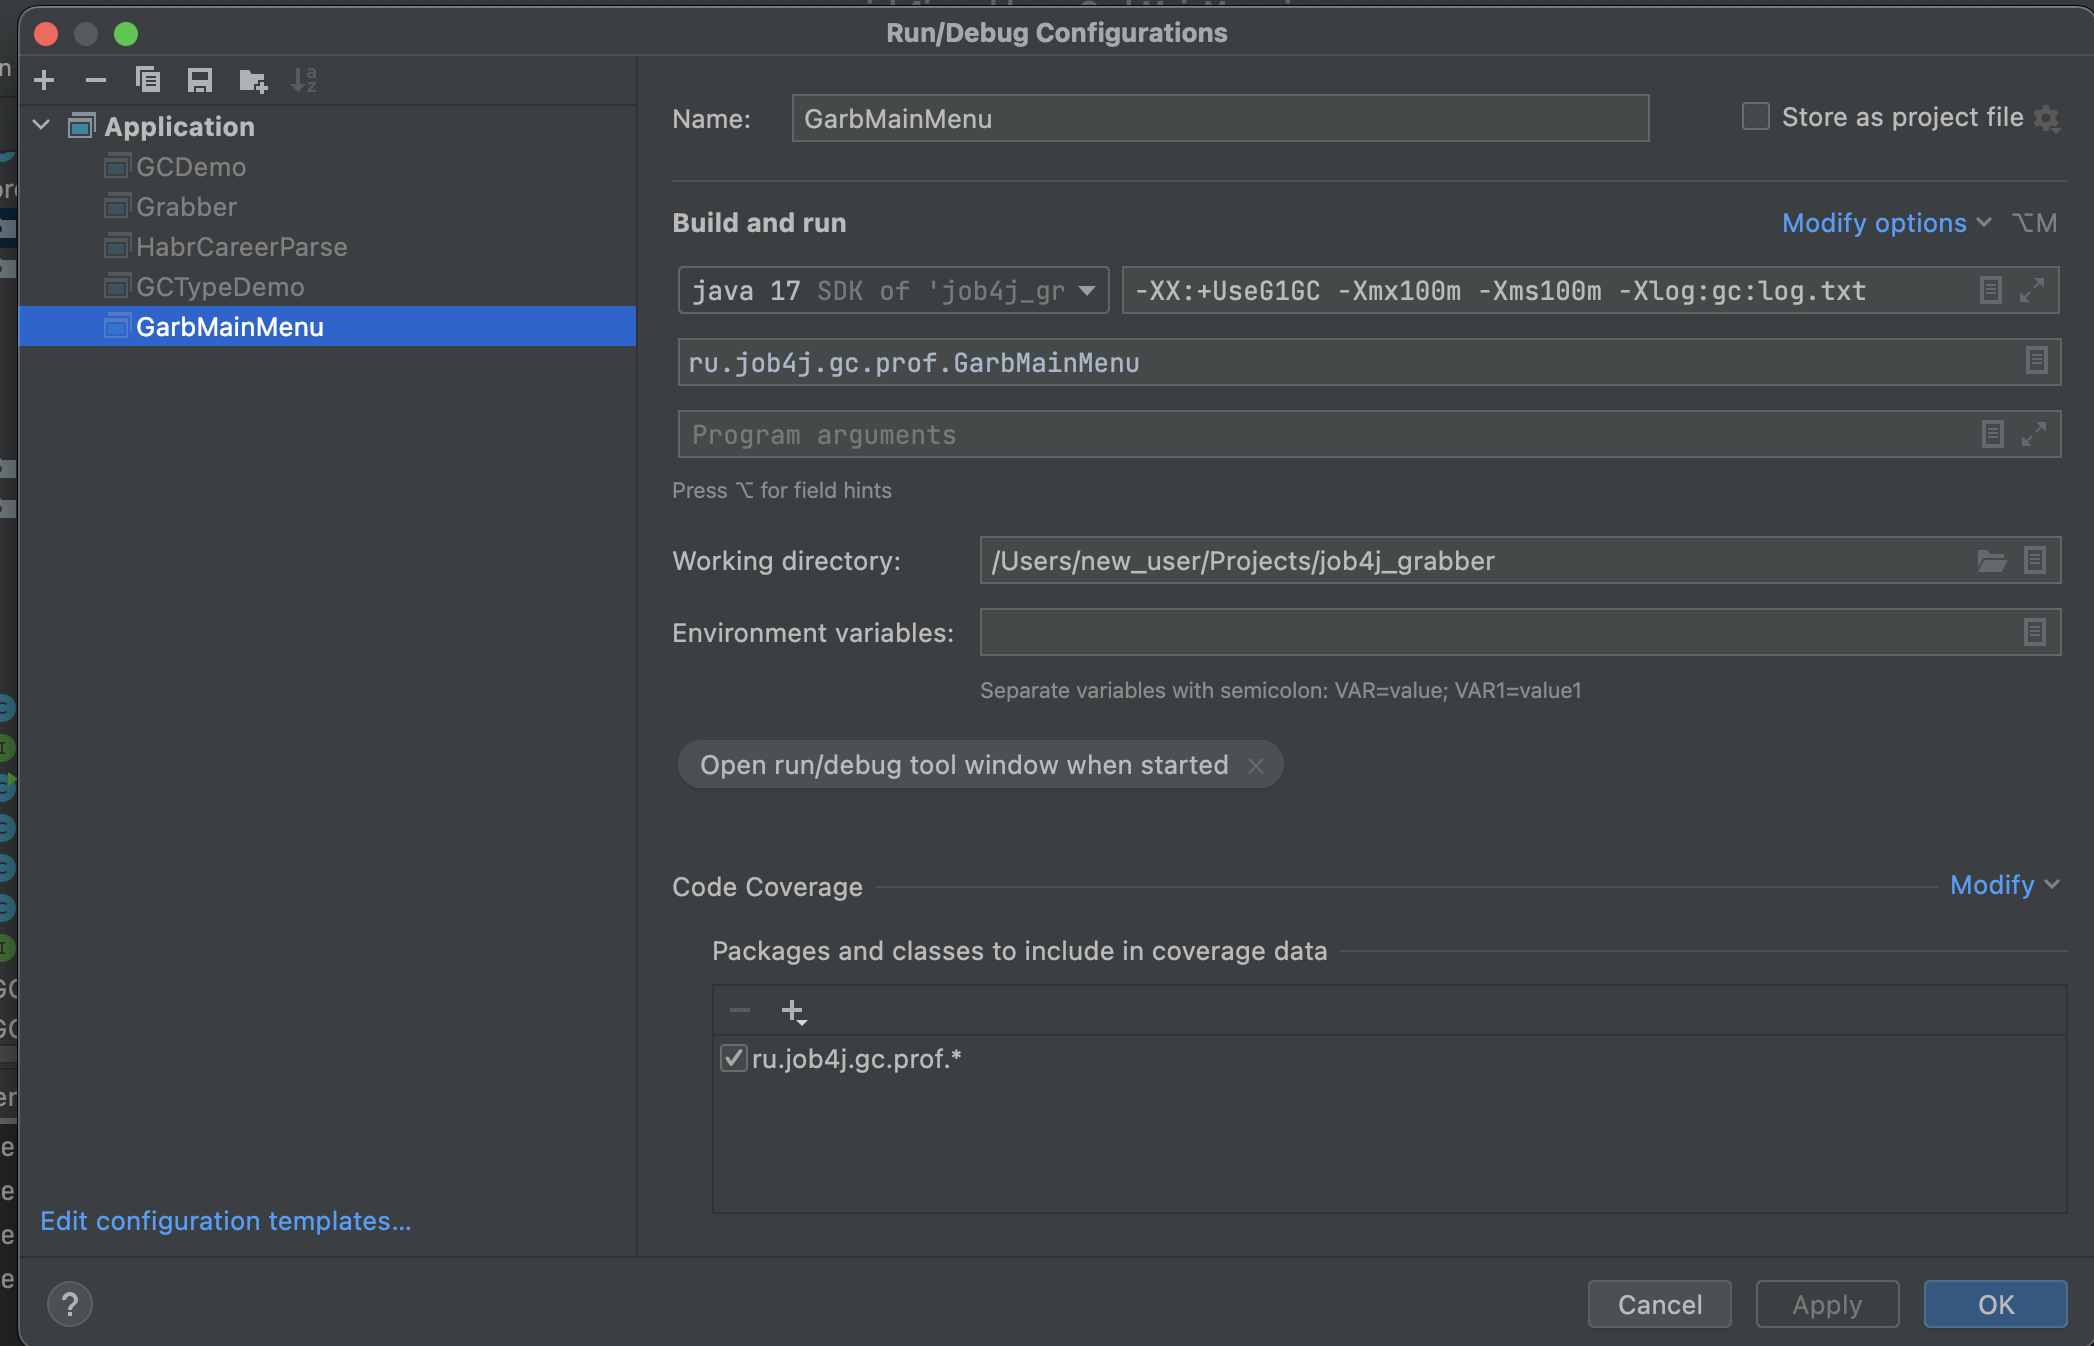 Run/Debug Configurations
Name:
GarbMainMenu
Store as project file
Application
GCDemo
Grabber
HabrCareerParse
GCTypeDemo
GarbMainMenu
Build and run
Modify options
⌥M
java 17 SDK of 'job4j_gr
-XX:+UseG1GC -Xmx100m -Xms100m -Xlog:gc:log.txt
ru.job4j.gc.prof.GarbMainMenu
Program arguments
Press ⌥ for field hints
Working directory:
/Users/new_user/Projects/job4j_grabber
Environment variables:
Separate variables with semicolon: VAR=value; VAR1=value1
Open run/debug tool window when started
Code Coverage
Modify
Packages and classes to include in coverage data
ru.job4j.gc.prof.*
Edit configuration templates...
?
Cancel
Apply
OK